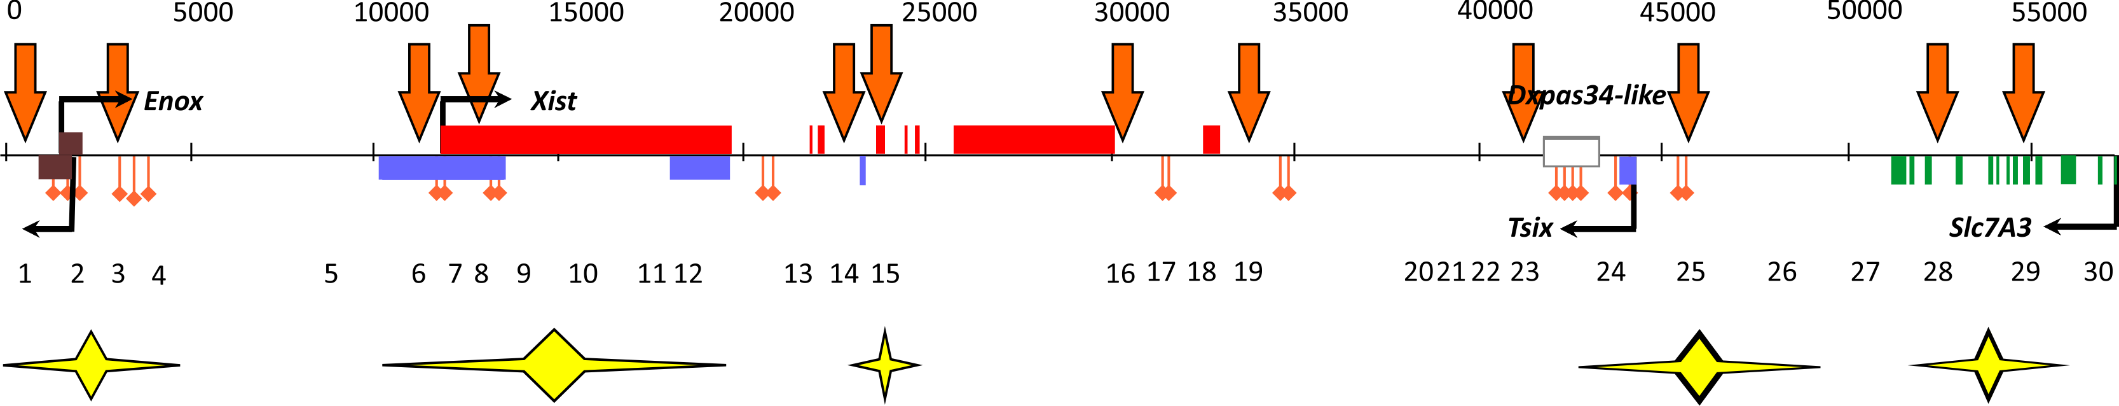 0 5000 10000 15000 20000 25000 30000 35000 40000 45000 50000 55000
Enox Xist Dxpas34-like
Tsix Slc7A3
1 2 3 4 5 6 7 8 9 10 11 12 13 14 15 16 17 18 19 20 21 22 23 24 25 26 27 28 29 30